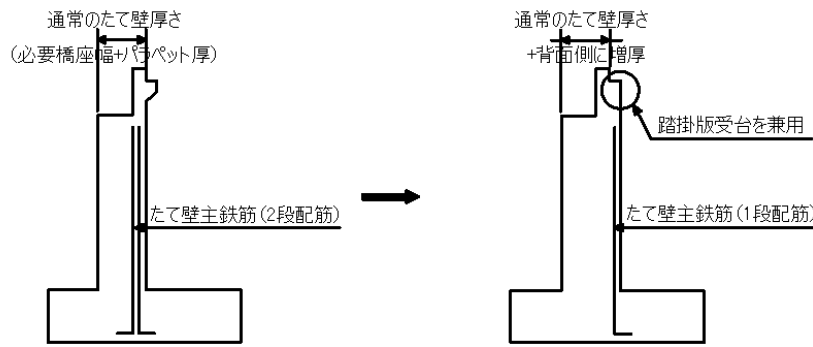 通常のたて壁厚さ
(必要橋座幅+パラペット厚)
たて壁主鉄筋(2段配筋)
通常のたて壁厚さ
+背面側に増厚
踏掛版受台を兼用
たて壁主鉄筋(1段配筋)